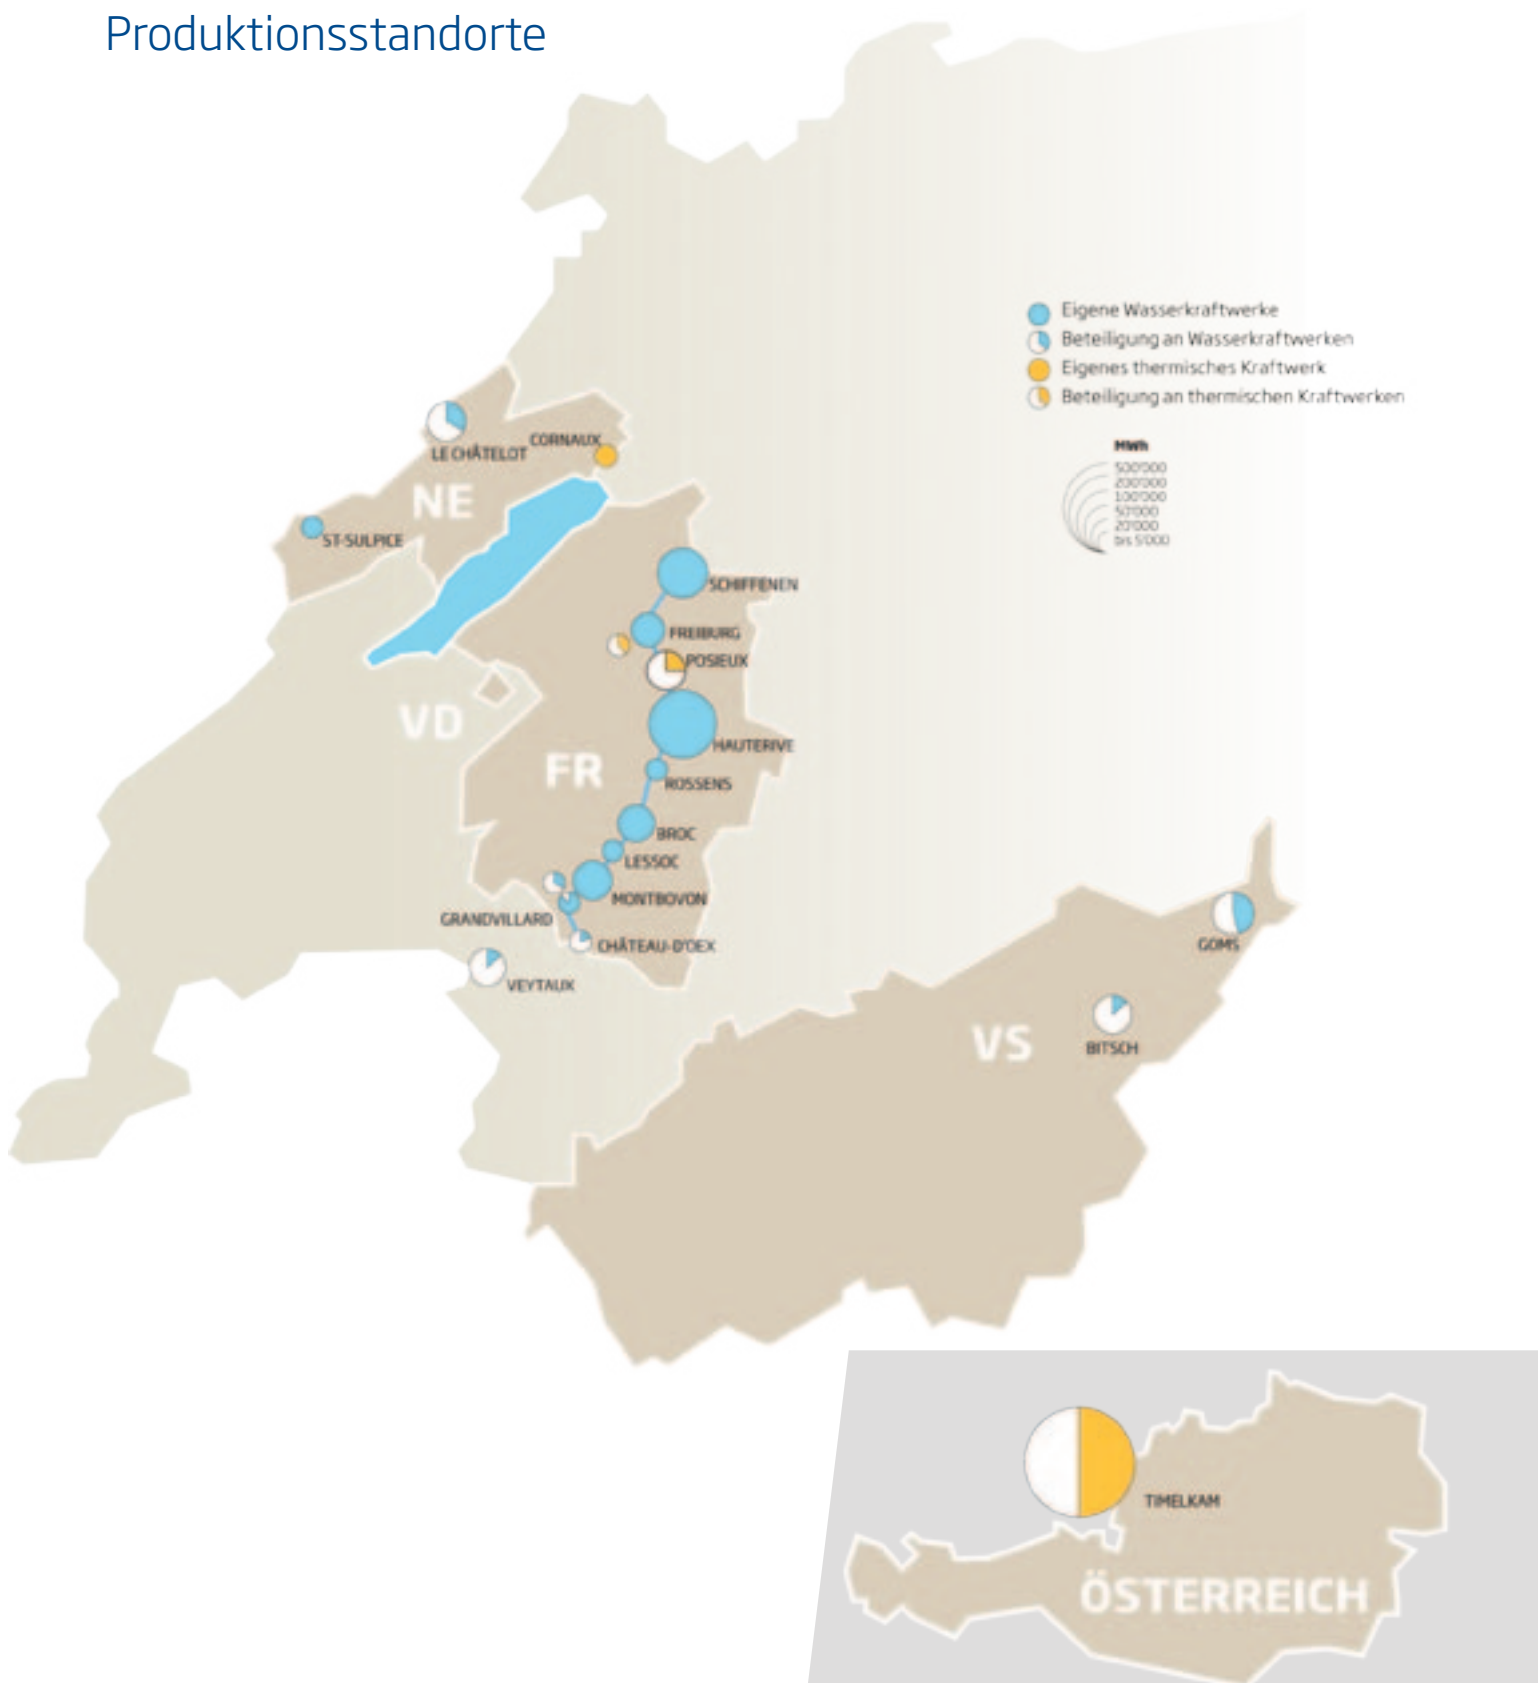 Produktionsstandorte
Eigene Wasserkraftwerke
Beteiligung an Wasserkraftwerken
Eigenes thermisches Kraftwerk
Beteiligung an thermischen Kraftwerken
MWh
500'000
200'000
100'000
50'000
20'000
bis 5'000
CORNAUX
LE CHÂTELOT
NE
ST-SULPICE
SCHIFFENEN
FREIBURG
POSIEUX
VD
HAUTERIVE
FR
ROSSENS
BROC
LESSOC
MONTBOVON
GRANDVILLARD
CHÂTEAU-D'OEX
GOMS
VEYTAUX
VS
BITSCH
TIMELKAM
ÖSTERREICH